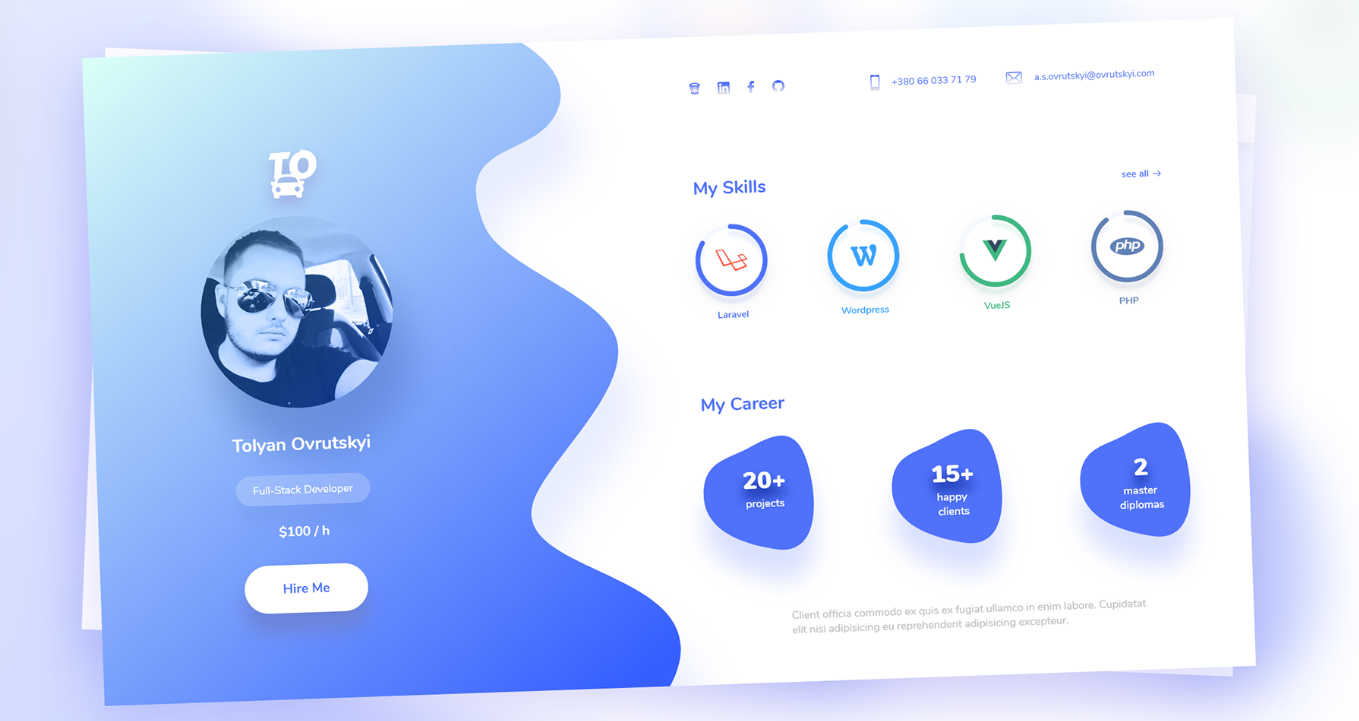 TO
Tolyan Ovrutskyi
Full-Stack Developer
$100 / h
Hire Me
+380 66 033 71 79
a.s.ovrutskyi@ovrutskyi.com
My Skills
see all →
Laravel
Wordpress
VueJS
php
PHP
My Career
20+
projects
15+
happy
clients
2
master
diplomas
Client officia commodo ex quis ex fugiat ullamco in enim labore. Cupidatat
elit nisi adipisicing eu reprehenderit adipisicing excepteur.